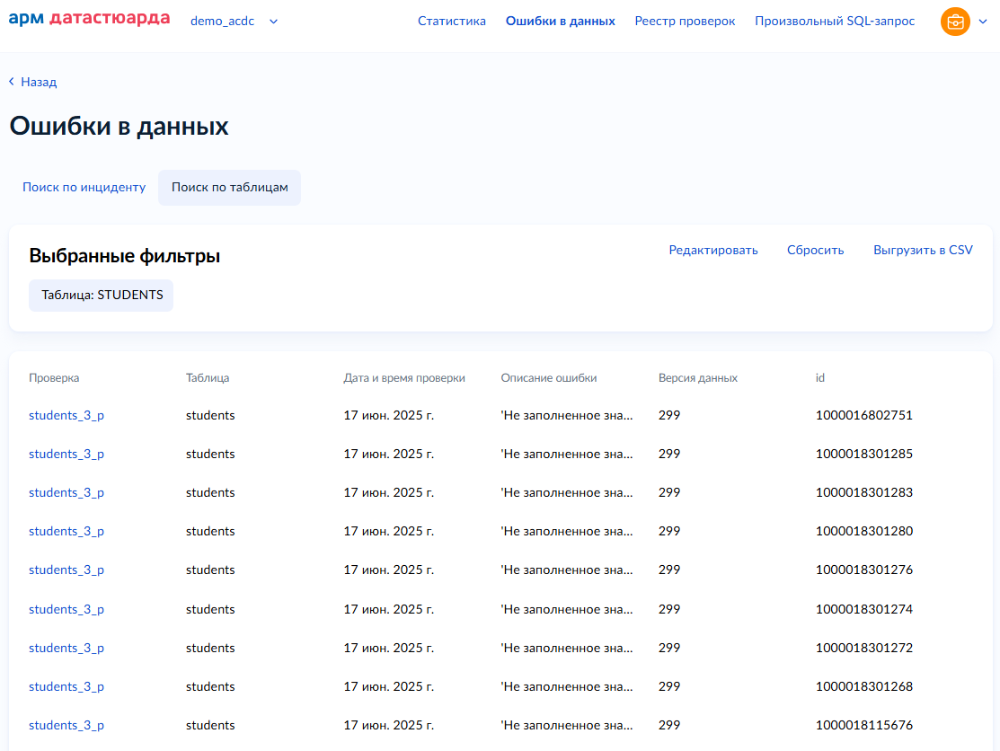 арм датастюарда demo_acdc Статистика Ошибки в данных Реестр проверок Произвольный SQL-запрос
Назад
Ошибки в данных
Поиск по инциденту Поиск по таблицам
Выбранные фильтры Редактировать Сбросить Выгрузить в CSV
Таблица: STUDENTS
Проверка Таблица Дата и время проверки Описание ошибки Версия данных id
students_3_p students 17 июн. 2025 г. 'Не заполненное зна... 299 1000016802751
students_3_p students 17 июн. 2025 г. 'Не заполненное зна... 299 1000018301285
students_3_p students 17 июн. 2025 г. 'Не заполненное зна... 299 1000018301283
students_3_p students 17 июн. 2025 г. 'Не заполненное зна... 299 1000018301280
students_3_p students 17 июн. 2025 г. 'Не заполненное зна... 299 1000018301276
students_3_p students 17 июн. 2025 г. 'Не заполненное зна... 299 1000018301274
students_3_p students 17 июн. 2025 г. 'Не заполненное зна... 299 1000018301272
students_3_p students 17 июн. 2025 г. 'Не заполненное зна... 299 1000018301268
students_3_p students 17 июн. 2025 г. 'Не заполненное зна... 299 1000018115676